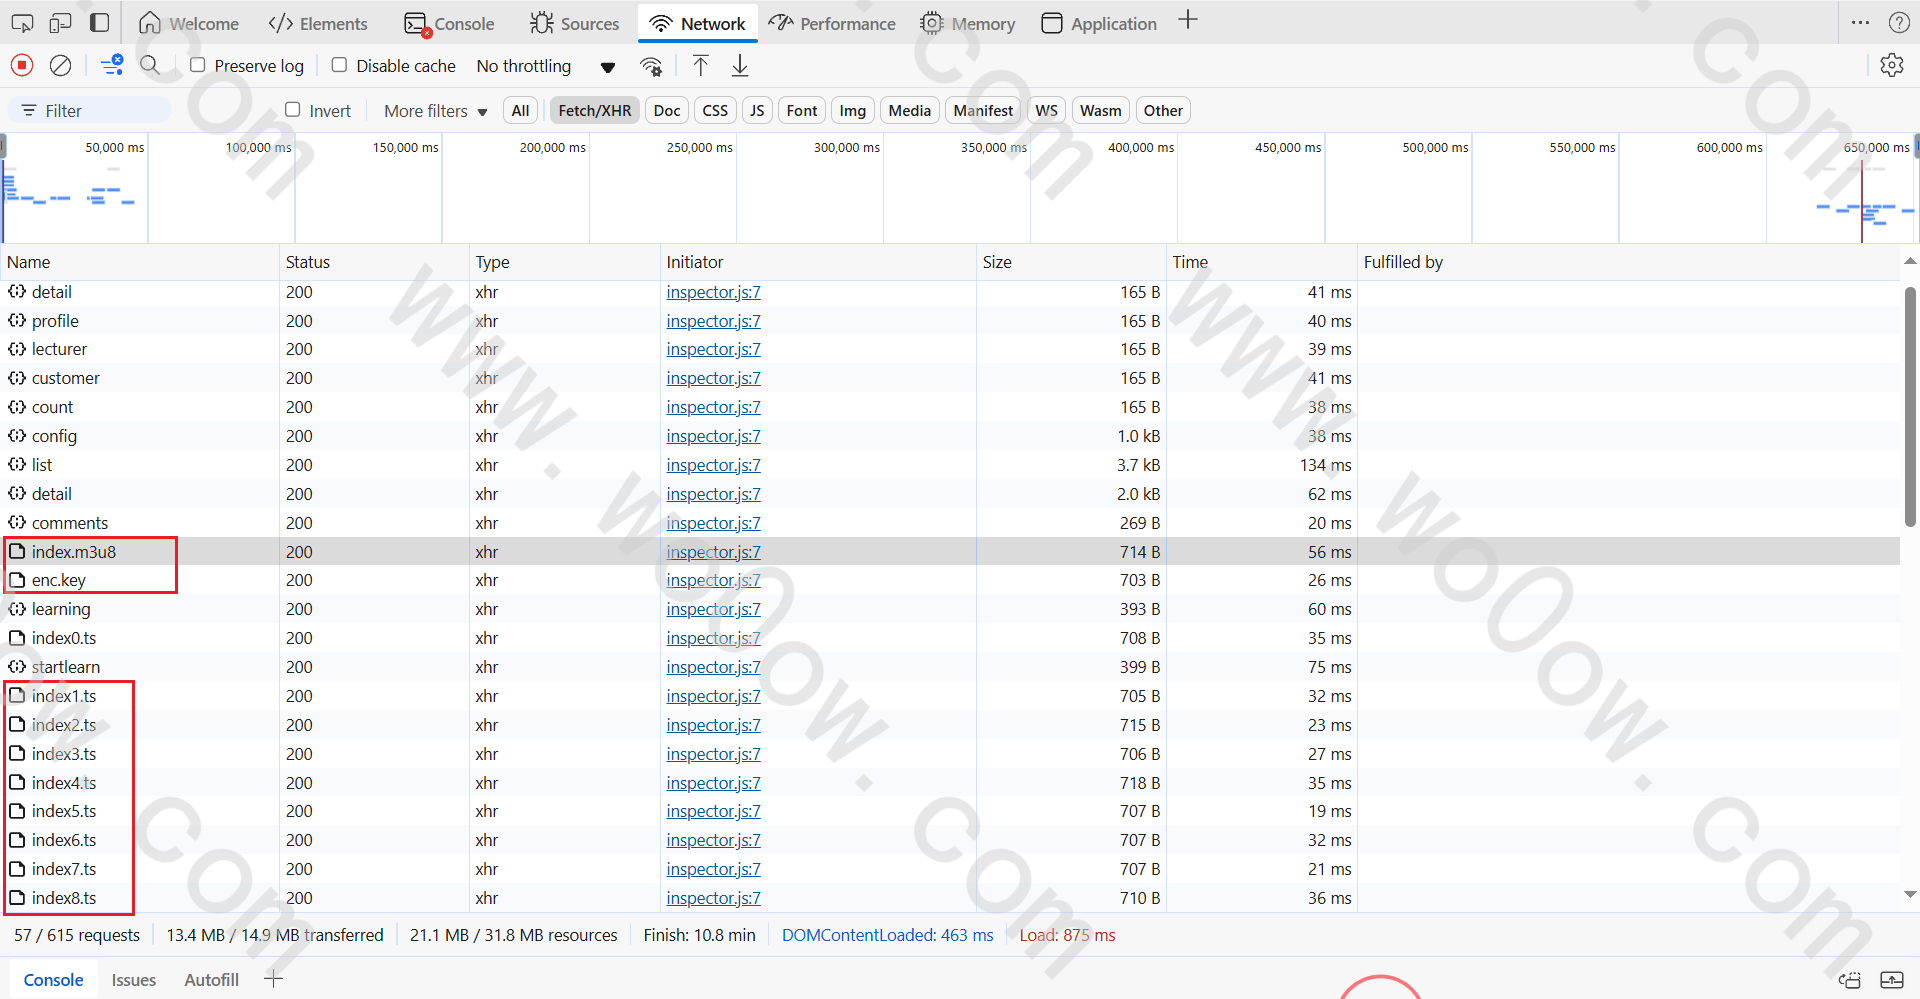 Welcome Elements Console Sources Network Performance Memory Application
Preserve log Disable cache No throttling
Filter Invert More filters All Fetch/XHR Doc CSS JS Font Img Media Manifest WS Wasm Other
50,000 ms 100,000 ms 150,000 ms 200,000 ms 250,000 ms 300,000 ms 350,000 ms 400,000 ms 450,000 ms 500,000 ms 550,000 ms 600,000 ms 650,000 ms
Name Status Type Initiator Size Time Fulfilled by
detail 200 xhr inspector.js:7 165 B 41 ms
profile 200 xhr inspector.js:7 165 B 40 ms
lecturer 200 xhr inspector.js:7 165 B 39 ms
customer 200 xhr inspector.js:7 165 B 41 ms
count 200 xhr inspector.js:7 165 B 38 ms
config 200 xhr inspector.js:7 1.0 kB 38 ms
list 200 xhr inspector.js:7 3.7 kB 134 ms
detail 200 xhr inspector.js:7 2.0 kB 62 ms
comments 200 xhr inspector.js:7 269 B 20 ms
index.m3u8 200 xhr inspector.js:7 714 B 56 ms
enc.key 200 xhr inspector.js:7 703 B 26 ms
learning 200 xhr inspector.js:7 393 B 60 ms
index0.ts 200 xhr inspector.js:7 708 B 35 ms
startlearn 200 xhr inspector.js:7 399 B 75 ms
index1.ts 200 xhr inspector.js:7 705 B 32 ms
index2.ts 200 xhr inspector.js:7 715 B 23 ms
index3.ts 200 xhr inspector.js:7 706 B 27 ms
index4.ts 200 xhr inspector.js:7 718 B 35 ms
index5.ts 200 xhr inspector.js:7 707 B 19 ms
index6.ts 200 xhr inspector.js:7 707 B 32 ms
index7.ts 200 xhr inspector.js:7 707 B 21 ms
index8.ts 200 xhr inspector.js:7 710 B 36 ms
57 / 615 requests 13.4 MB / 14.9 MB transferred 21.1 MB / 31.8 MB resources Finish: 10.8 min DOMContentLoaded: 463 ms Load: 875 ms
Console Issues Autofill
com
com
com
www.wo0ow.com
www.wo0ow.com
com